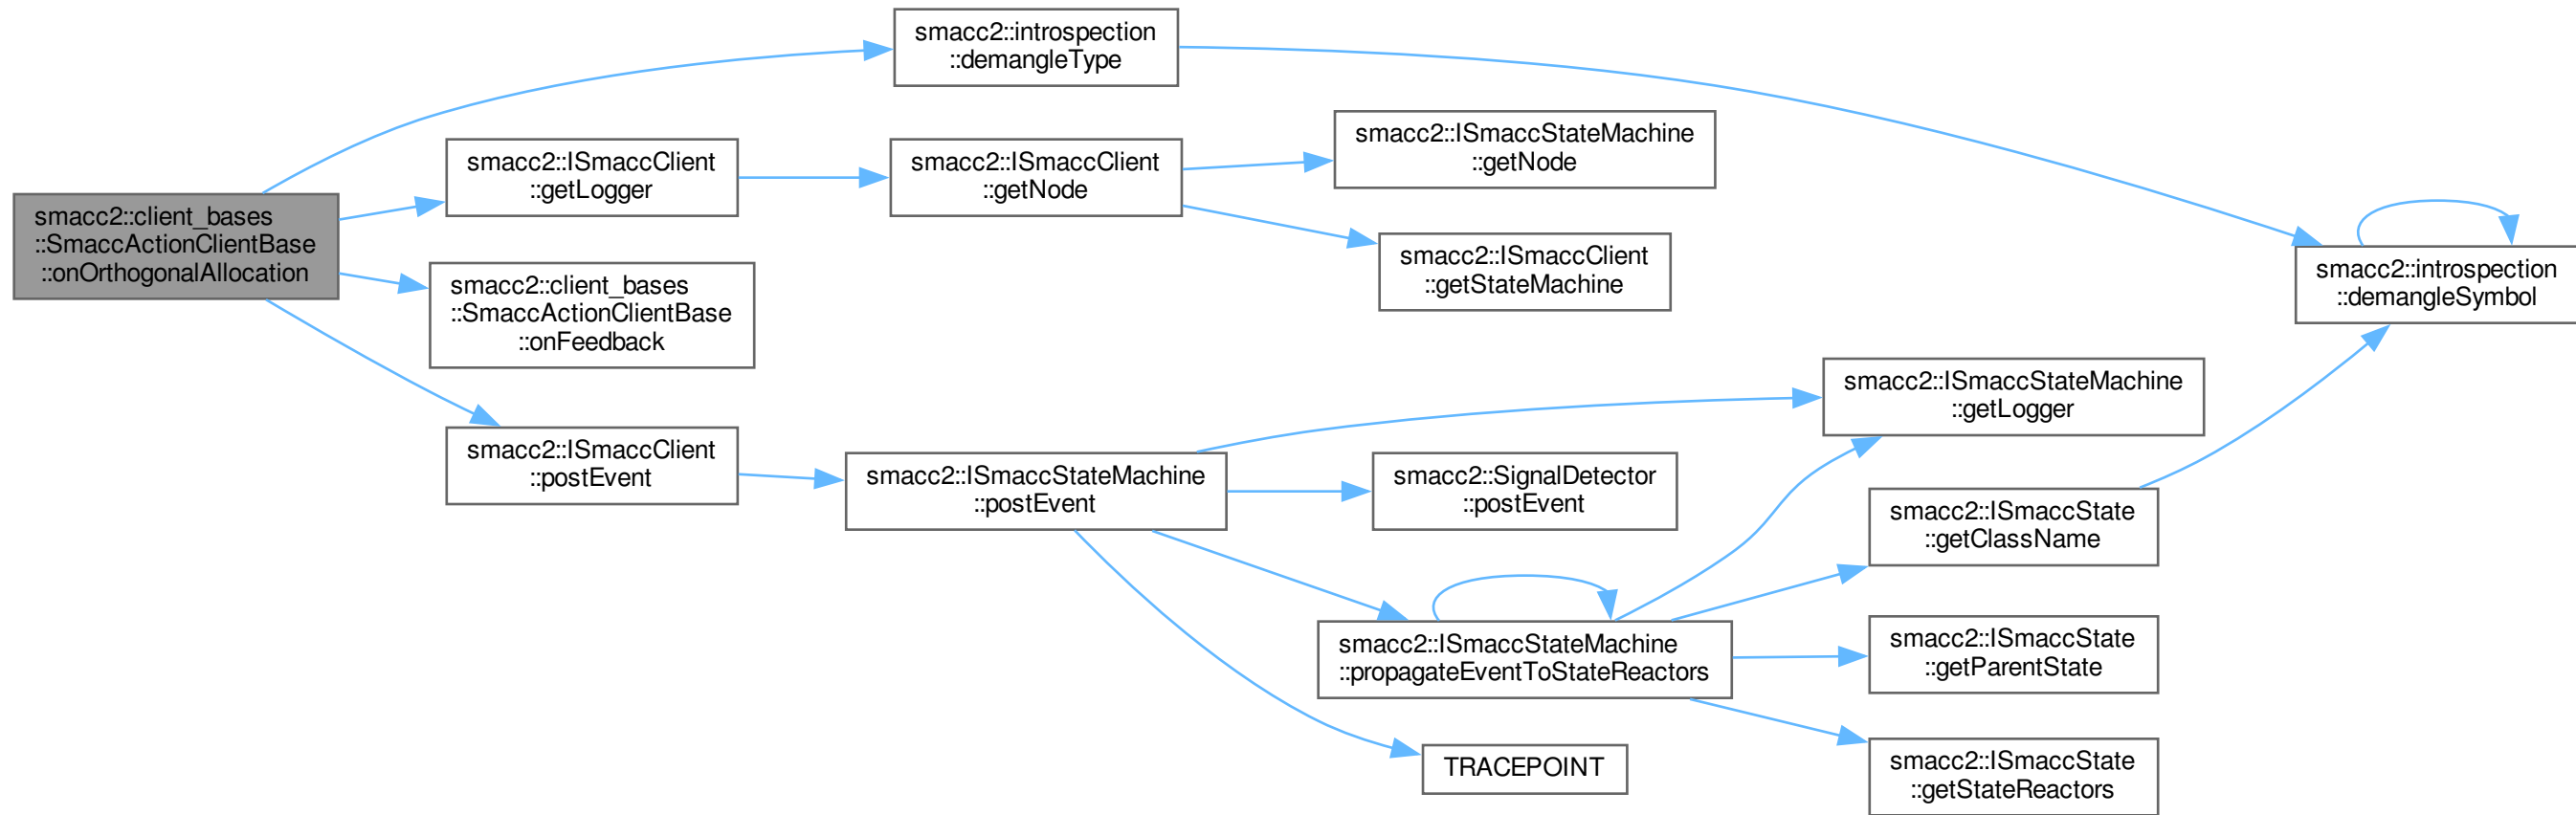 smacc2::client_bases
::SmaccActionClientBase
::onOrthogonalAllocation
smacc2::introspection
::demangleType
smacc2::ISmaccClient
::getLogger
smacc2::ISmaccClient
::getNode
smacc2::ISmaccStateMachine
::getNode
smacc2::ISmaccClient
::getStateMachine
smacc2::introspection
::demangleSymbol
smacc2::client_bases
::SmaccActionClientBase
::onFeedback
smacc2::ISmaccClient
::postEvent
smacc2::ISmaccStateMachine
::postEvent
smacc2::ISmaccStateMachine
::getLogger
smacc2::SignalDetector
::postEvent
smacc2::ISmaccStateMachine
::propagateEventToStateReactors
smacc2::ISmaccState
::getClassName
smacc2::ISmaccState
::getParentState
smacc2::ISmaccState
::getStateReactors
TRACEPOINT